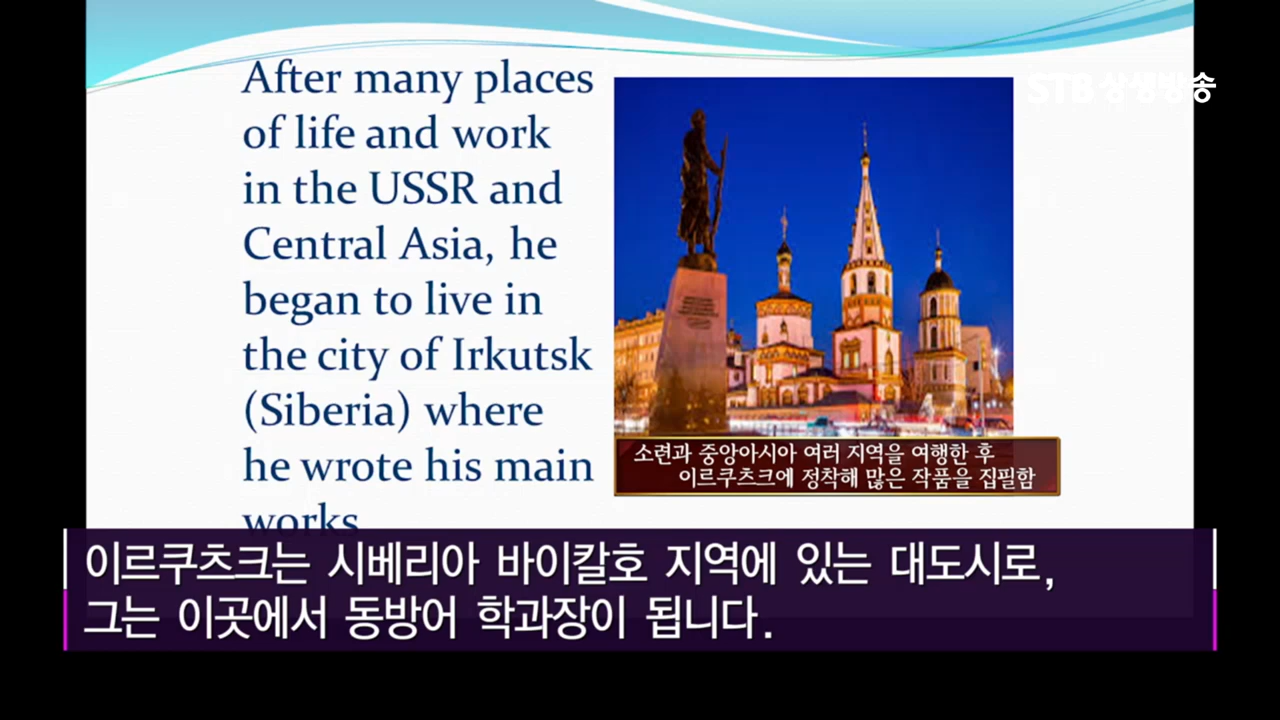 After many places
of life and work
in the USSR and
Central Asia, he
began to live in
the city of Irkutsk
(Siberia) where
he wrote his main
works
STB 상생방송
소련과 중앙아시아 여러 지역을 여행한 후
이르쿠츠크에 정착해 많은 작품을 집필함
이르쿠츠크는 시베리아 바이칼호 지역에 있는 대도시로,
그는 이곳에서 동방어 학과장이 됩니다.